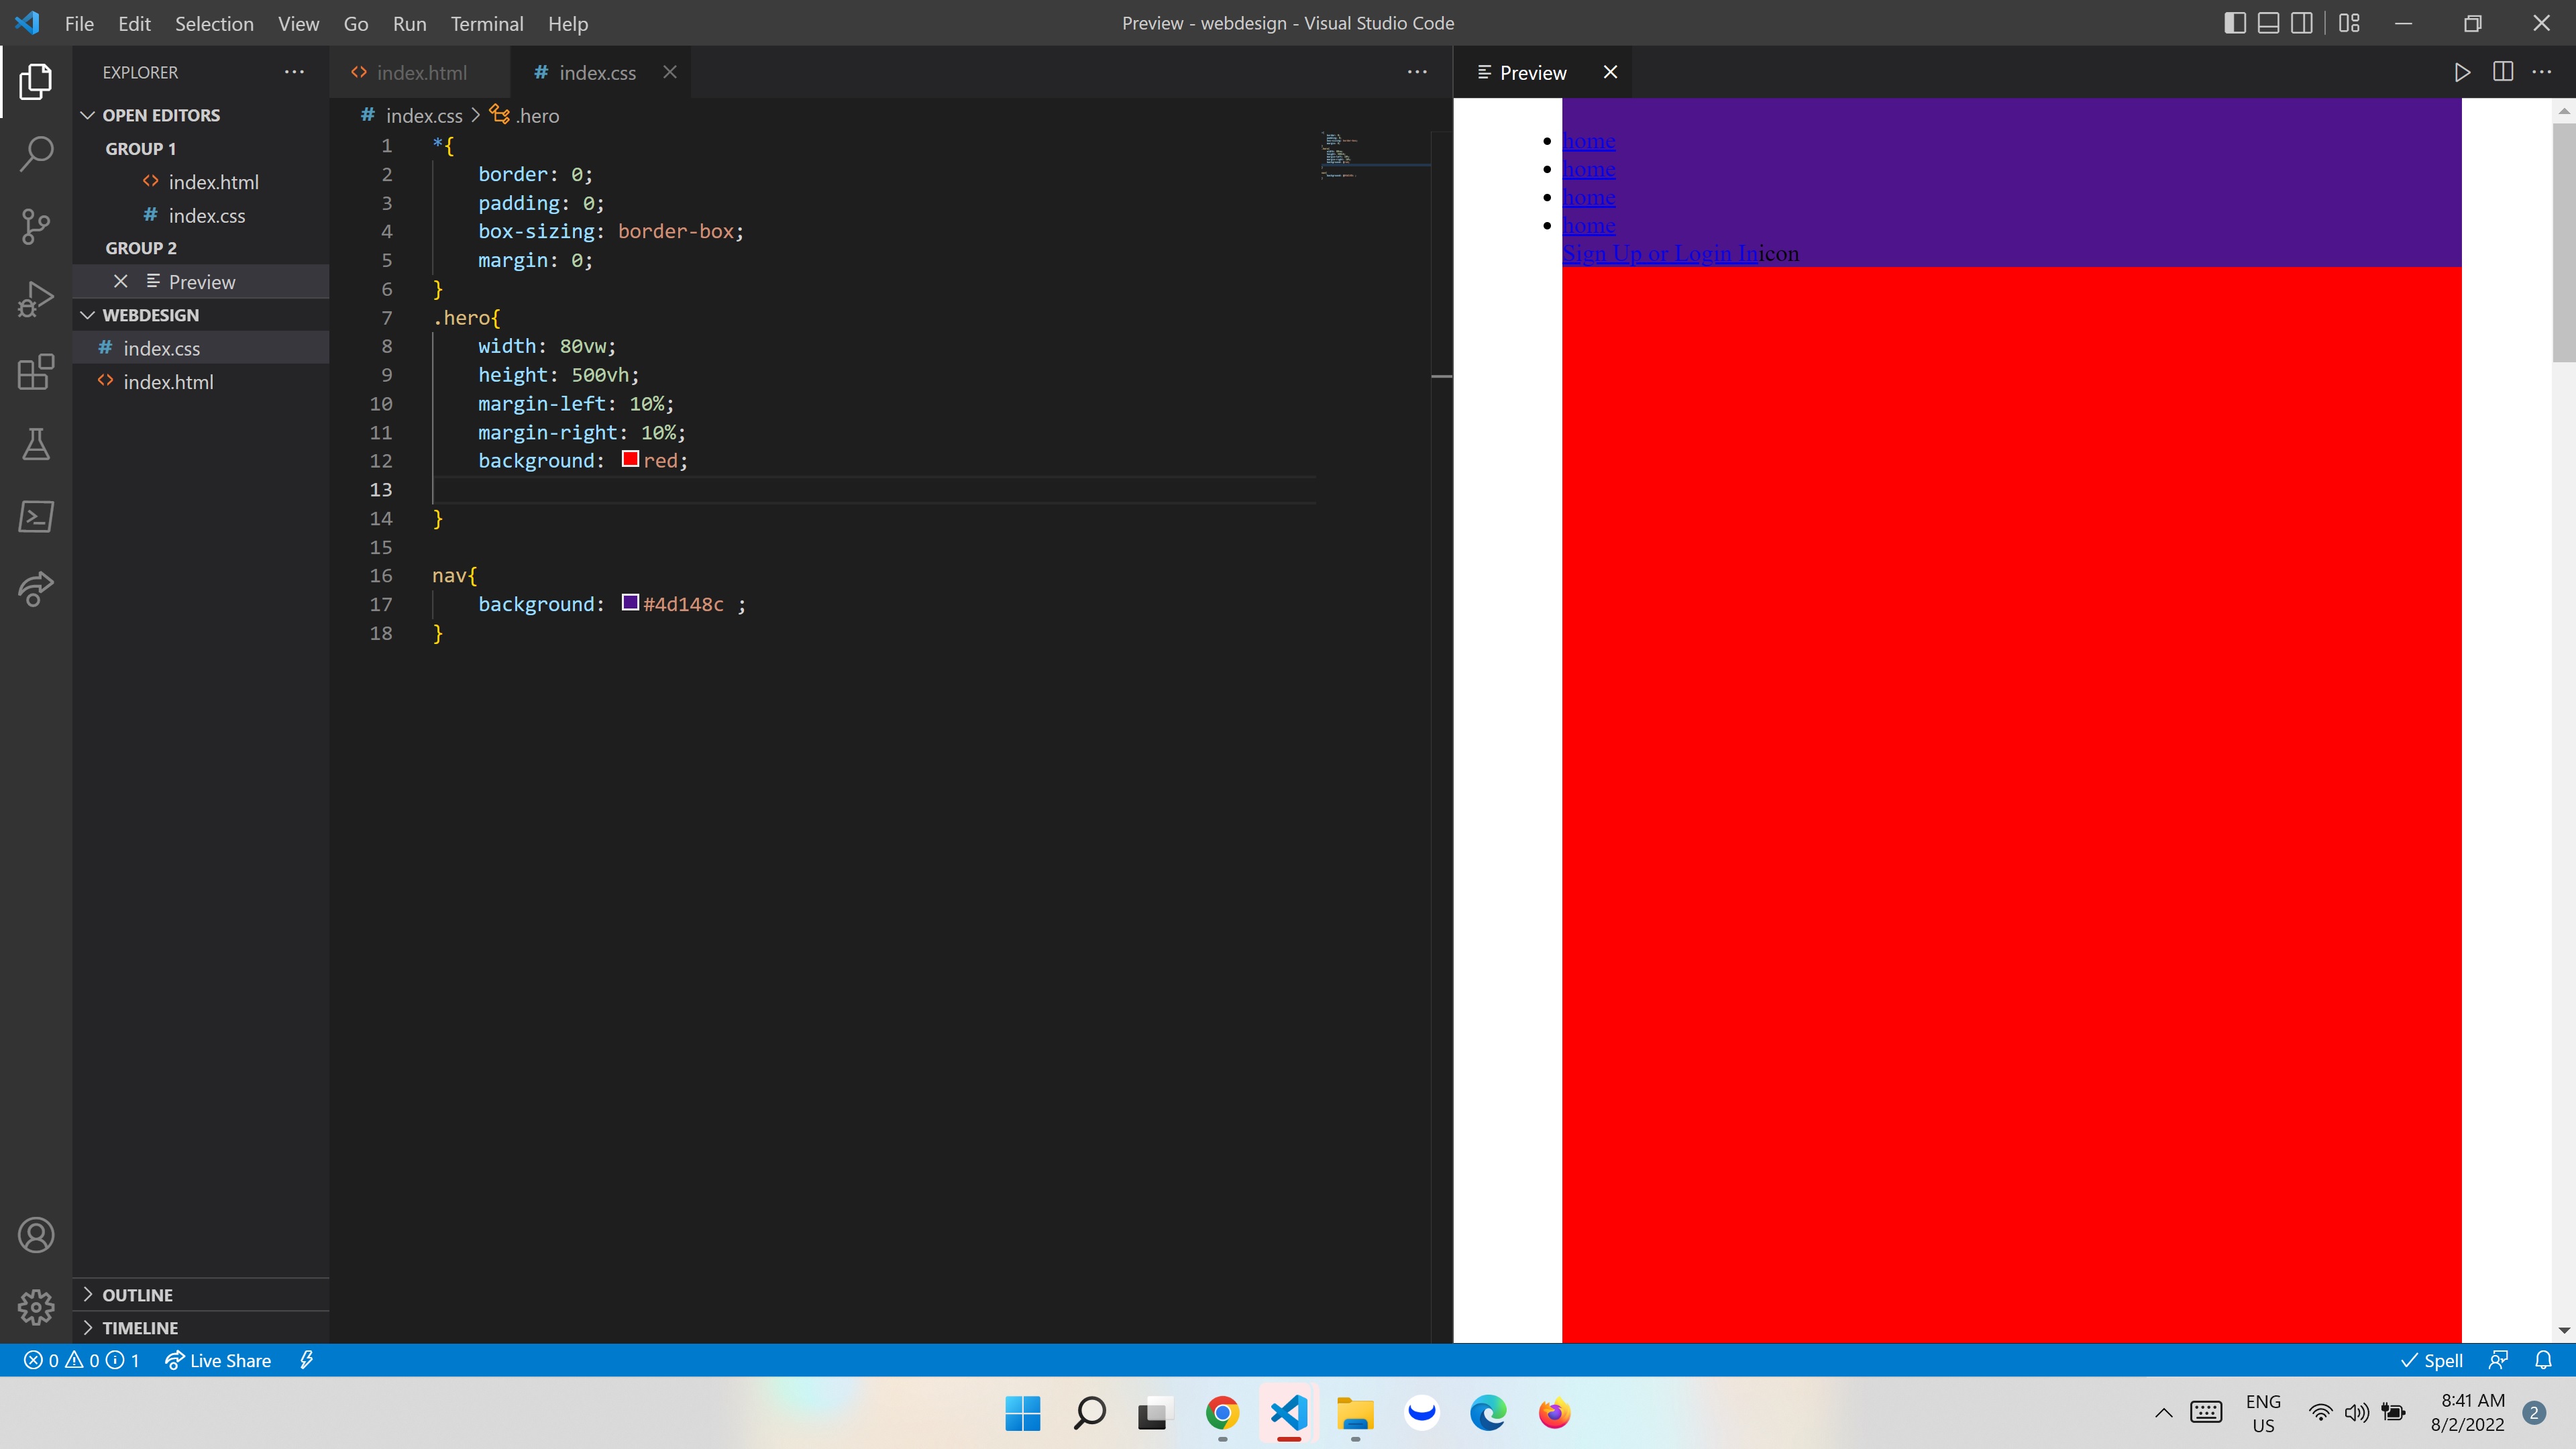 File Edit Selection View Go Run Terminal Help
Preview - webdesign - Visual Studio Code
EXPLORER
OPEN EDITORS
GROUP 1
<> index.html
# index.css
GROUP 2
Preview
WEBDESIGN
# index.css
<> index.html
OUTLINE
TIMELINE
<> index.html
# index.css
# index.css > .hero
1 *{
2 border: 0;
3 padding: 0;
4 box-sizing: border-box;
5 margin: 0;
6 }
7 .hero{
8 width: 80vw;
9 height: 500vh;
10 margin-left: 10%;
11 margin-right: 10%;
12 background: red;
13
14 }
15
16 nav{
17 background: #4d148c ;
18 }
Preview
• home
• home
• home
• home
Sign Up or Login Inicon
0 0 1 Live Share
Spell
ENG
US
8:41 AM
8/2/2022
2